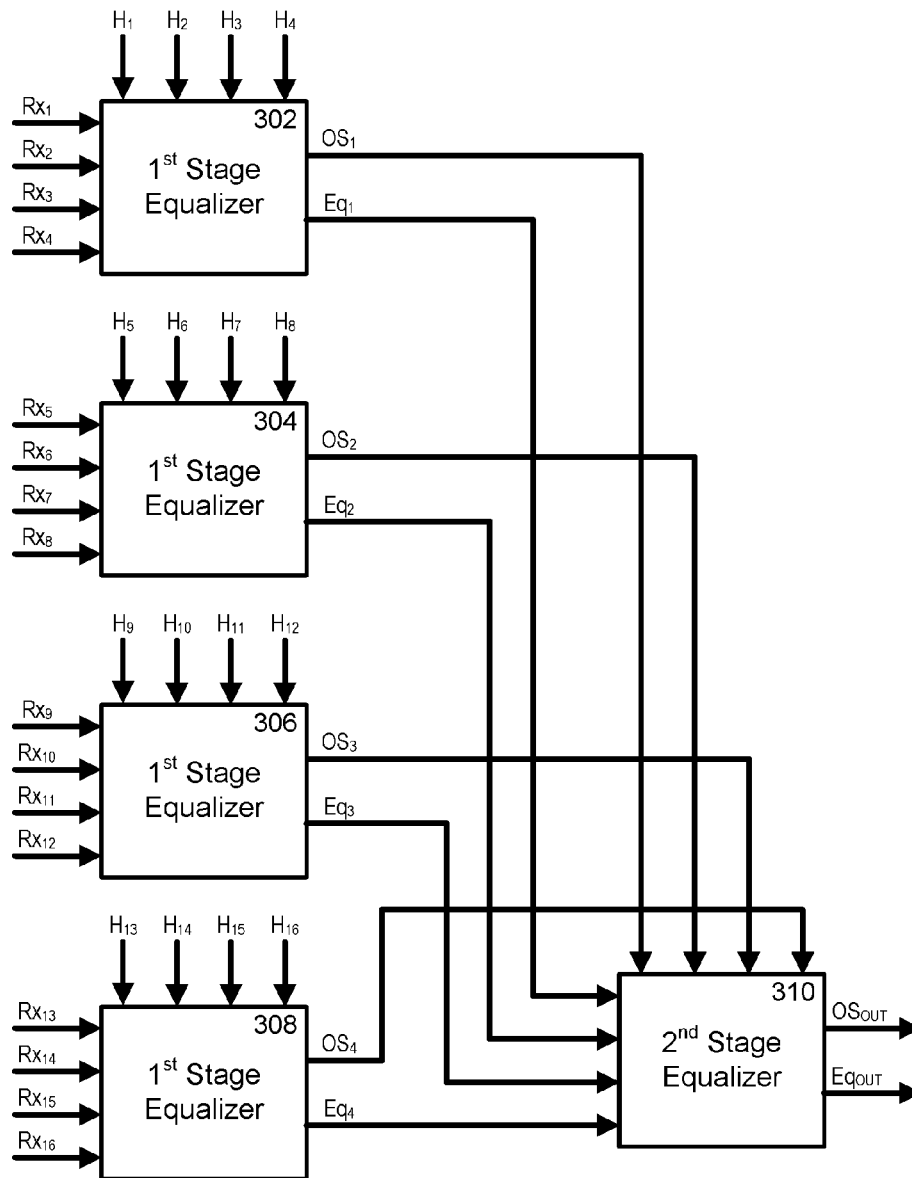 H₁ H₂ H₃ H₄
Rx₁
Rx₂
Rx₃
Rx₄
302
1st Stage
Equalizer
OS₁
Eq₁
H₅ H₆ H₇ H₈
Rx₅
Rx₆
Rx₇
Rx₈
304
1st Stage
Equalizer
OS₂
Eq₂
H₉ H₁₀ H₁₁ H₁₂
Rx₉
Rx₁₀
Rx₁₁
Rx₁₂
306
1st Stage
Equalizer
OS₃
Eq₃
H₁₃ H₁₄ H₁₅ H₁₆
Rx₁₃
Rx₁₄
Rx₁₅
Rx₁₆
308
1st Stage
Equalizer
OS₄
Eq₄
310
2nd Stage
Equalizer
OSOUT
EqOUT